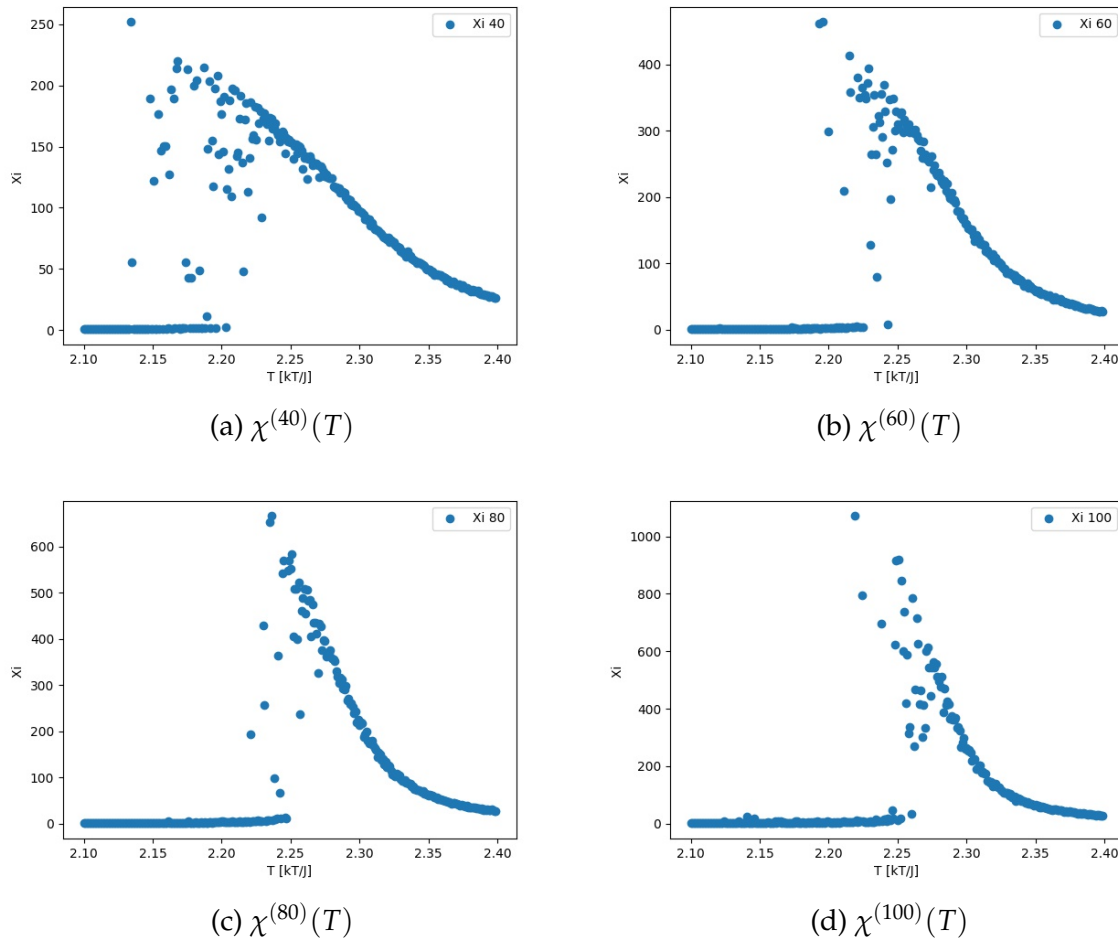 250
200
150
100
50
0
Xi
Xi 40
2.10 2.15 2.20 2.25 2.30 2.35 2.40
T [kT/J]
(a) χ^(40)(T)
400
300
200
100
0
Xi
Xi 60
2.10 2.15 2.20 2.25 2.30 2.35 2.40
T [kT/J]
(b) χ^(60)(T)
600
500
400
300
200
100
0
Xi
Xi 80
2.10 2.15 2.20 2.25 2.30 2.35 2.40
T [kT/J]
(c) χ^(80)(T)
1000
800
600
400
200
0
Xi
Xi 100
2.10 2.15 2.20 2.25 2.30 2.35 2.40
T [kT/J]
(d) χ^(100)(T)